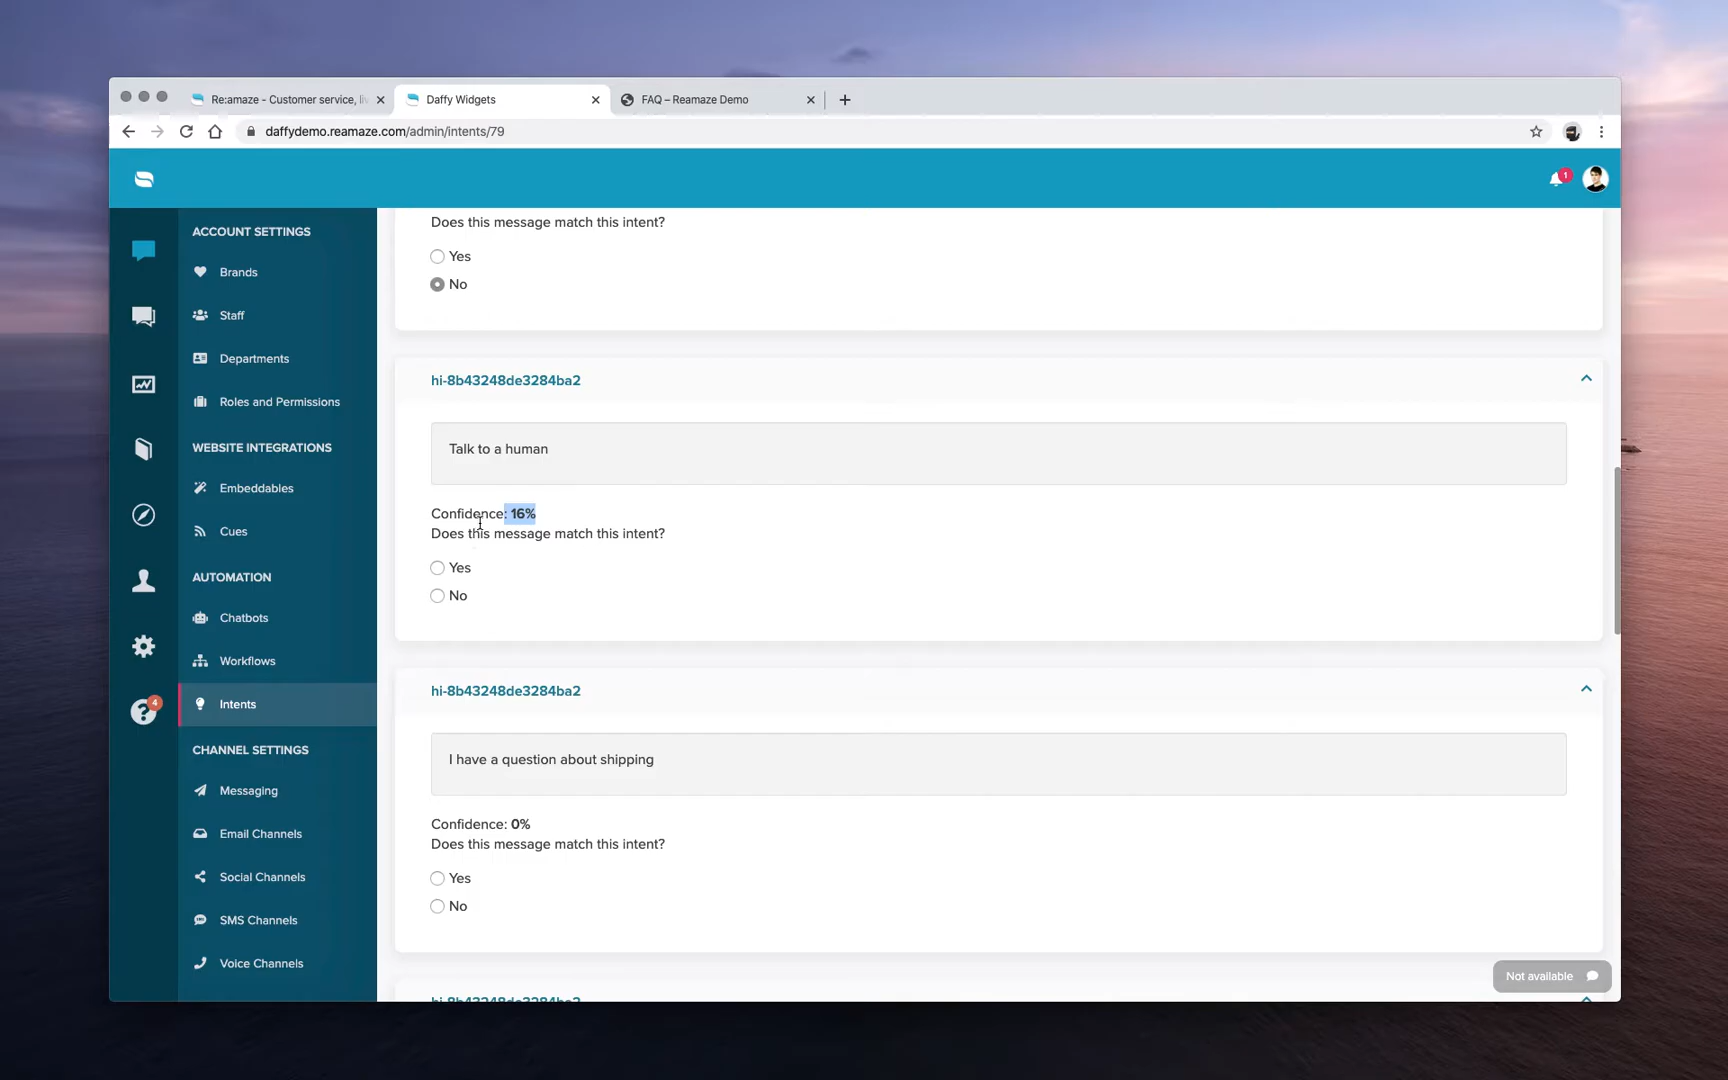 Re:amaze - Customer service, liv
Daffy Widgets
FAQ – Reamaze Demo
daffydemo.reamaze.com/admin/intents/79
1
ACCOUNT SETTINGS
Brands
Staff
Departments
Roles and Permissions
WEBSITE INTEGRATIONS
Embeddables
Cues
AUTOMATION
Chatbots
Workflows
Intents
4
CHANNEL SETTINGS
Messaging
Email Channels
Social Channels
SMS Channels
Voice Channels
Does this message match this intent?
Yes
No
hi-8b43248de3284ba2
Talk to a human
Confidence: 16%
Does this message match this intent?
Yes
No
hi-8b43248de3284ba2
I have a question about shipping
Confidence: 0%
Does this message match this intent?
Yes
No
hi-8b43248de3284ba2
Not available